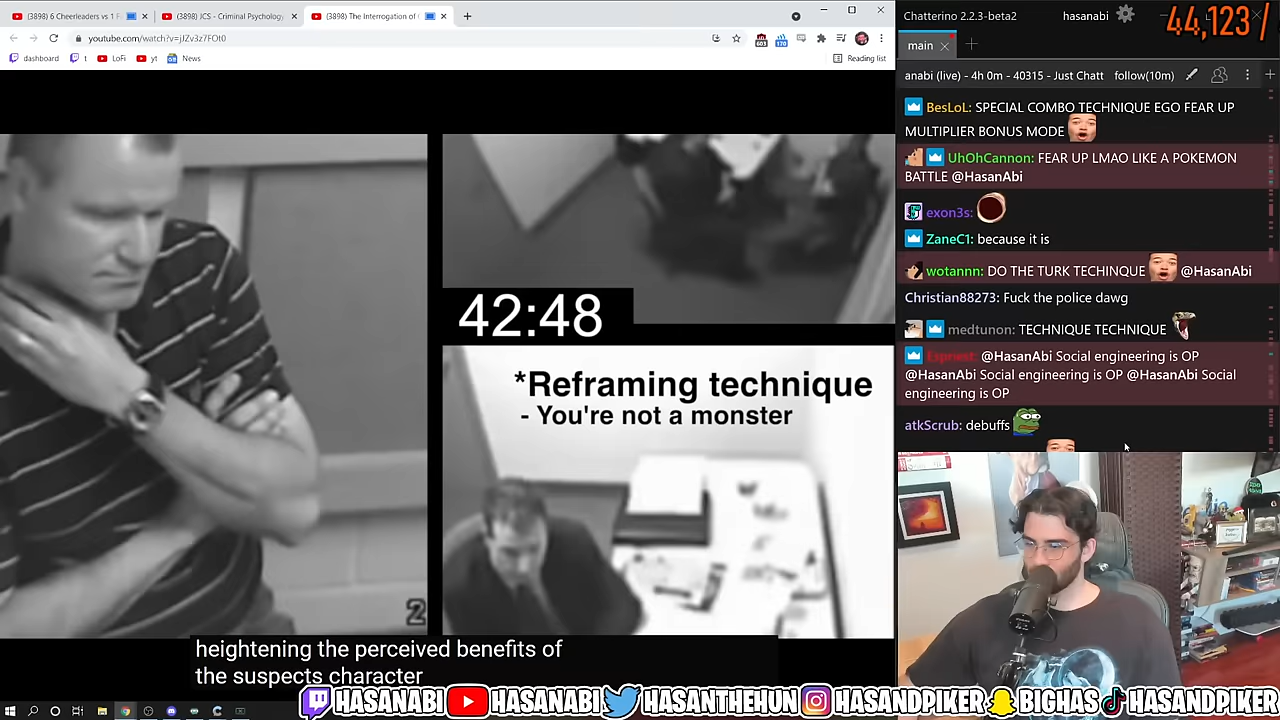 (3898) 6 Cheerleaders vs 1 F
(3898) JCS - Criminal Psychology
(3898) The Interrogation of
youtube.com/watch?v=JIZv3z7FOt0
603
170
dashboard
t
LoFi
yt
News
Reading list
42:48
*Reframing technique
- You're not a monster
2
heightening the perceived benefits of
the suspects character
Chatterino 2.2.3-beta2
hasanabi
44,123 /
main
anabi (live) - 4h 0m - 40315 - Just Chatt
follow(10m)
BesLoL: SPECIAL COMBO TECHNIQUE EGO FEAR UP
MULTIPLIER BONUS MODE
UhOhCannon: FEAR UP LMAO LIKE A POKEMON
BATTLE @HasanAbi
exon3s:
ZaneC1: because it is
wotannn: DO THE TURK TECHINQUE @HasanAbi
Christian88273: Fuck the police dawg
medtunon: TECHNIQUE TECHNIQUE
@HasanAbi Social engineering is OP
@HasanAbi Social engineering is OP @HasanAbi Social
engineering is OP
atkScrub: debuffs
HASANABI HASANABI HASANTHEHUN HASANDPIKER BIGHAS HASANDPIKER